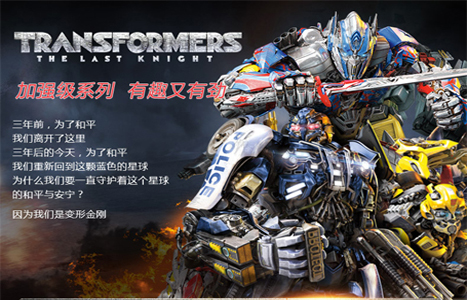 TRANSFORMERS
THE LAST KNIGHT
加强级系列 有趣又有劲
三年前，为了和平
我们离开了这里
三年后的今天，为了和平
我们重新回到这颗蓝色的星球
为什么我们要一直守护着这个星球
的和平与安宁？
因为我们是变形金刚
POLICE